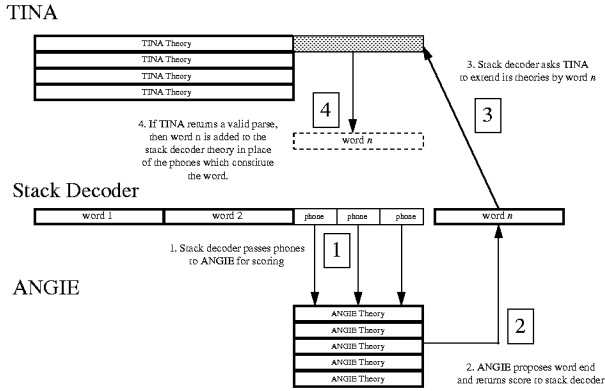 TINA
TINA Theory
TINA Theory
TINA Theory
TINA Theory
3. Stack decoder asks TINA
to extend its theories by word n
4
3
4. If TINA returns a valid parse,
then word n is added to the
stack decoder theory in place
of the phones which constitute
the word.
word n
Stack Decoder
word 1 word 2 phone phone phone word n
1. Stack decoder passes phones
to ANGIE for scoring
1
ANGIE
ANGIE Theory
ANGIE Theory
ANGIE Theory
ANGIE Theory
ANGIE Theory
2
2. ANGIE proposes word end
and returns score to stack decoder